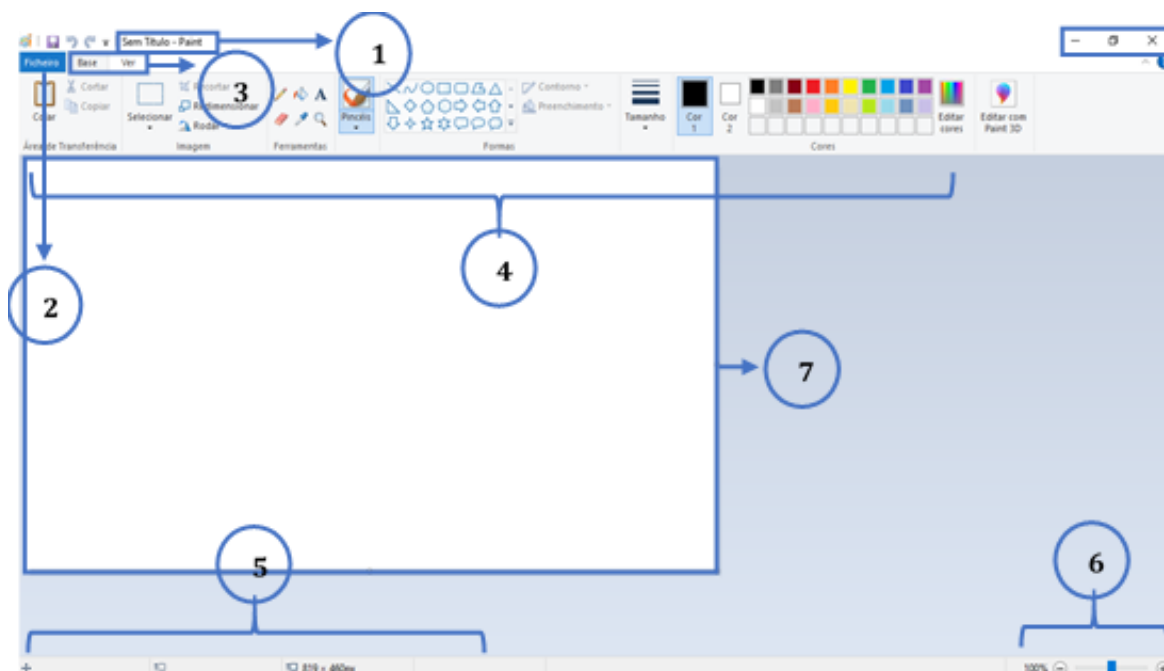 Sem Título - Paint
1
Ficheiro Base Ver
3
Cortar
Copiar
Colar
Selecionar
Recortar
Redimensionar
Rodar
A
Pincéis
Contorno
Preenchimento
Tamanho
Cor 1
Cor 2
Editar cores
Editar com Paint 3D
Área de Transferência Imagem Ferramentas Formas Cores
4
2
7
5
6
819 × 460px
100%